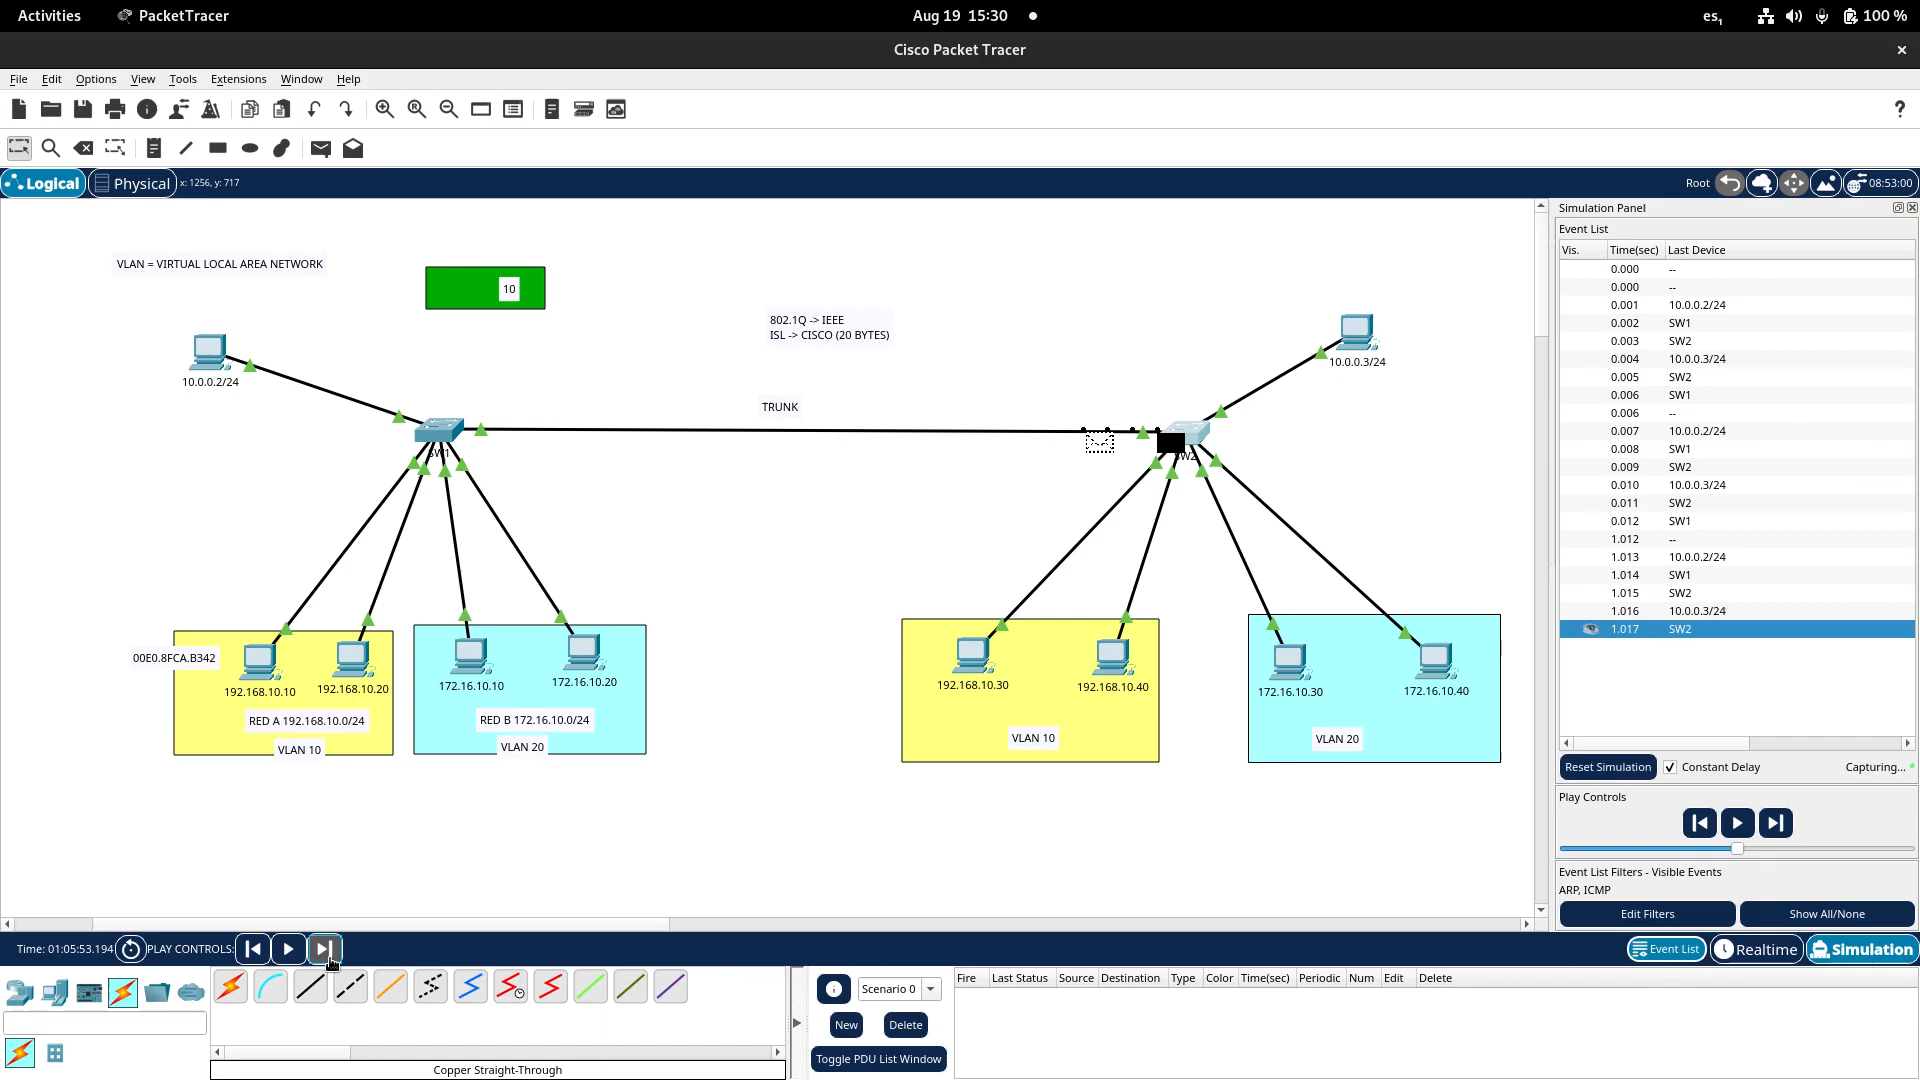 Activities
PacketTracer
Aug 19 15:30
es₁
100 %
Cisco Packet Tracer
File Edit Options View Tools Extensions Window Help
Logical
Physical
x: 1256, y: 717
Root
08:53:00
VLAN = VIRTUAL LOCAL AREA NETWORK
10
802.1Q -> IEEE
ISL -> CISCO (20 BYTES)
10.0.0.2/24
10.0.0.3/24
TRUNK
SW1
SW2
00E0.8FCA.B342
192.168.10.10
192.168.10.20
RED A 192.168.10.0/24
VLAN 10
172.16.10.10
172.16.10.20
RED B 172.16.10.0/24
VLAN 20
192.168.10.30
192.168.10.40
VLAN 10
172.16.10.30
172.16.10.40
VLAN 20
Simulation Panel
Event List
Vis. Time(sec) Last Device
0.000 --
0.000 --
0.001 10.0.0.2/24
0.002 SW1
0.003 SW2
0.004 10.0.0.3/24
0.005 SW2
0.006 SW1
0.006 --
0.007 10.0.0.2/24
0.008 SW1
0.009 SW2
0.010 10.0.0.3/24
0.011 SW2
0.012 SW1
1.012 --
1.013 10.0.0.2/24
1.014 SW1
1.015 SW2
1.016 10.0.0.3/24
1.017 SW2
Reset Simulation
Constant Delay
Capturing... *
Play Controls
Event List Filters - Visible Events
ARP, ICMP
Edit Filters
Show All/None
Time: 01:05:53.194
PLAY CONTROLS:
Event List
Realtime
Simulation
Scenario 0
New
Delete
Toggle PDU List Window
Fire Last Status Source Destination Type Color Time(sec) Periodic Num Edit Delete
Copper Straight-Through